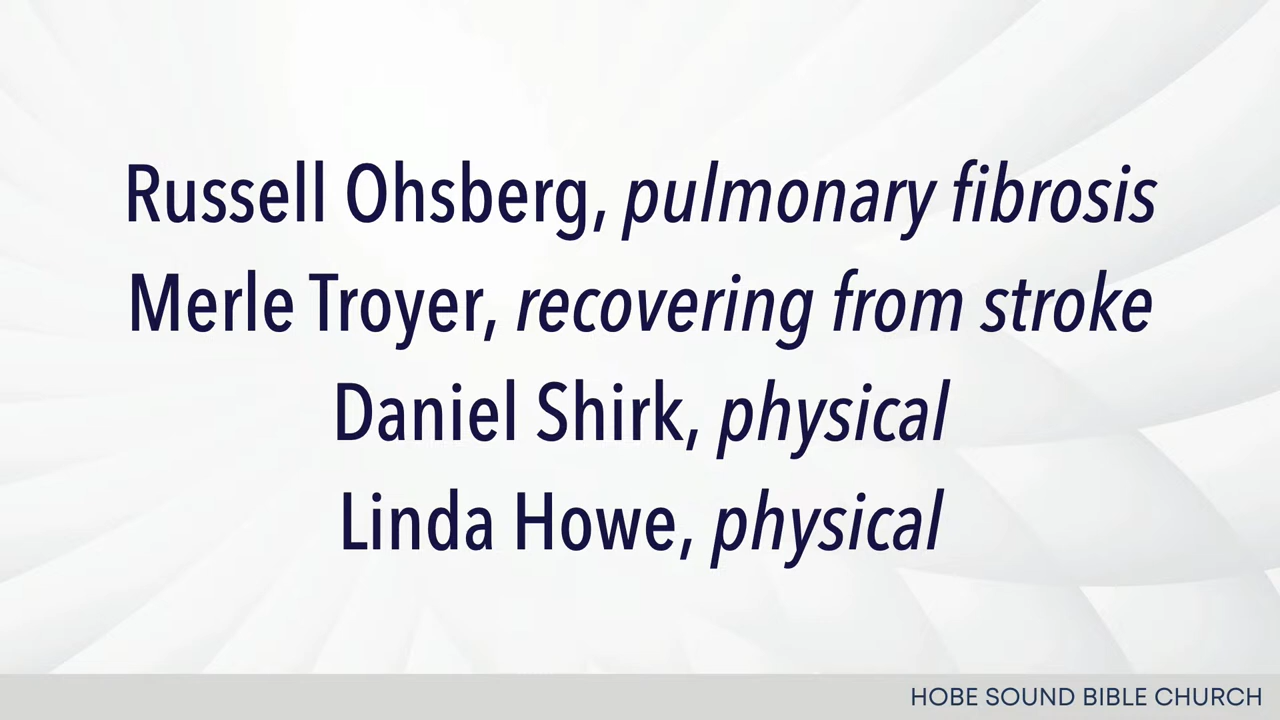 Russell Ohsberg, pulmonary fibrosis
Merle Troyer, recovering from stroke
Daniel Shirk, physical
Linda Howe, physical
HOBE SOUND BIBLE CHURCH